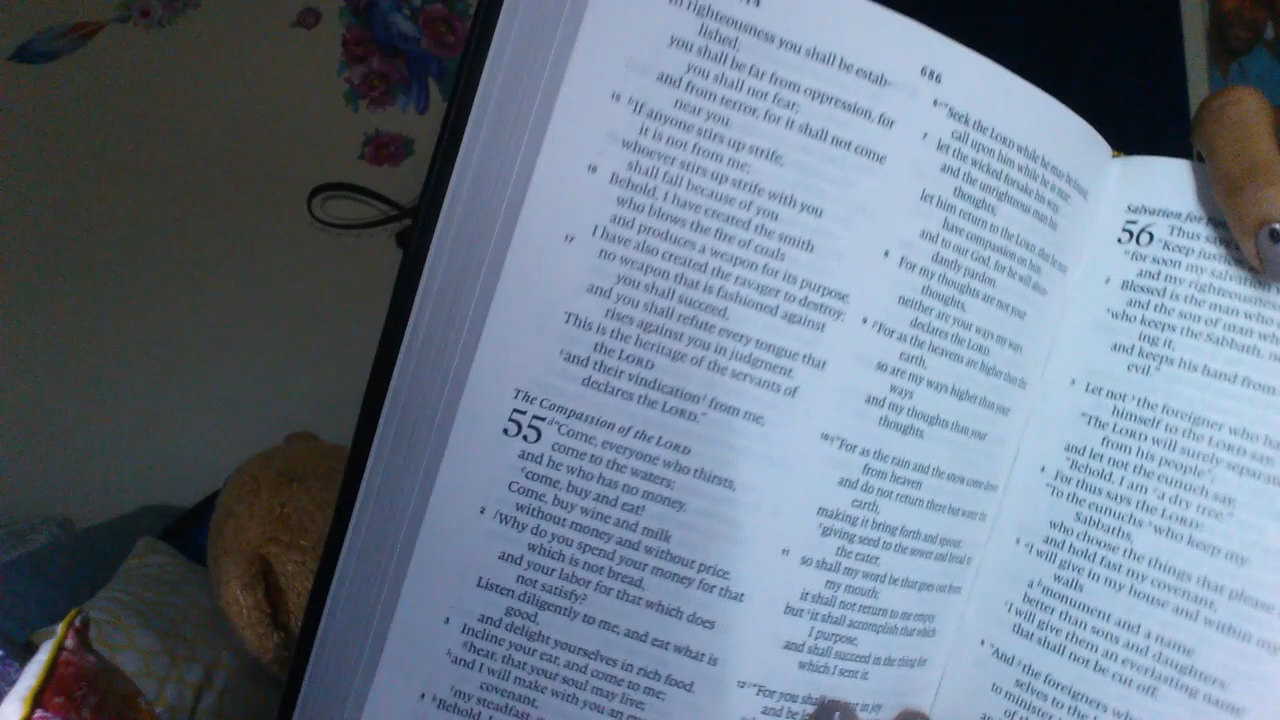 in righteousness you shall be estab-
lished;
you shall be far from oppression, for
you shall not fear;
and from terror, for it shall not come
near you.
15 If anyone stirs up strife,
it is not from me;
whoever stirs up strife with you
shall fall because of you
16 Behold, I have created the smith
who blows the fire of coals
and produces a weapon for its purpose
17 I have also created the ravager to destroy;
no weapon that is fashioned against
you shall succeed,
and you shall refute every tongue that
rises against you in judgment.
This is the heritage of the servants of
the LORD
and their vindication from me,
declares the LORD."
The Compassion of the LORD
55 "Come, everyone who thirsts,
come to the waters;
and he who has no money,
come, buy and eat!
Come, buy wine and milk
without money and without price.
2 Why do you spend your money for that
which is not bread,
and your labor for that which does
not satisfy?
Listen diligently to me, and eat what is
good,
and delight yourselves in rich food.
3 Incline your ear, and come to me;
hear, that your soul may live;
and I will make with you an
covenant,
my steadfast
4 Behold, I
686
6 "Seek the LORD while he may be found,
call upon him while he is near;
7 let the wicked forsake his way,
and the unrighteous man his
thoughts;
let him return to the LORD, that he may
have compassion on him,
and to our God, for he will abun-
dantly pardon.
8 For my thoughts are not your
thoughts,
neither are your ways my ways,
declares the LORD.
9 For as the heavens are higher than the
earth,
so are my ways higher than your
ways
and my thoughts than your
thoughts.
10 "For as the rain and the snow come down
from heaven
and do not return there but water the
earth,
making it bring forth and sprout,
giving seed to the sower and bread to
the eater,
11 so shall my word be that goes out from
my mouth;
it shall not return to me empty,
but it shall accomplish that which
I purpose,
and shall succeed in the thing for
which I sent it.
12 "For you shall out in joy
and be
Salvation for
56 Thus says
"Keep justice
for soon my salvation
and my righteousness
2 Blessed is the man who
and the son of man who
who keeps the Sabbath, n
ing it,
and keeps his hand from
evil."
3 Let not the foreigner who has
himself to the LORD say,
"The LORD will surely separate
from his people";
and let not the eunuch say,
"Behold, I am a dry tree."
4 For thus says the LORD:
"To the eunuchs who keep my
Sabbaths,
who choose the things that please
and hold fast my covenant,
5 I will give in my house and within my
walls
a monument and a name
better than sons and daughters;
I will give them an everlasting name
that shall not be cut off.
6 "And the foreigners who
selves to the
to minister